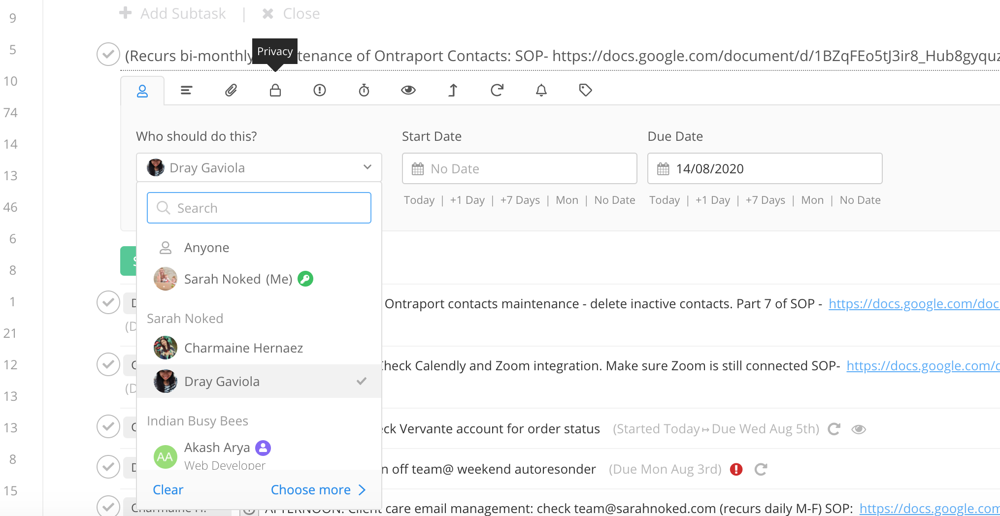 Add Subtask | Close
Privacy
(Recurs bi-monthly tenance of Ontraport Contacts: SOP- https://docs.google.com/document/d/1BZqFEo5tJ3ir8_Hub8gyquz
Who should do this?
Start Date
Due Date
Dray Gaviola
No Date
14/08/2020
Today | +1 Day | +7 Days | Mon | No Date
Today | +1 Day | +7 Days | Mon | No Date
Search
Anyone
Sarah Noked (Me)
Sarah Noked
Charmaine Hernaez
Dray Gaviola
Indian Busy Bees
AA
Akash Arya
Web Developer
Clear
Choose more
Ontraport contacts maintenance - delete inactive contacts. Part 7 of SOP - https://docs.google.com/doc
Check Calendly and Zoom integration. Make sure Zoom is still connected SOP- https://docs.google.com/d
eck Vervante account for order status (Started Today↦Due Wed Aug 5th)
n off team@ weekend autoresonder (Due Mon Aug 3rd)
Charmaine H. AFTERNOON: Client care email management: check team@sarahnoked.com (recurs daily M-F) SOP: https://docs.google.com
9
5
10
74
14
13
46
6
8
1
21
12
13
13
8
15